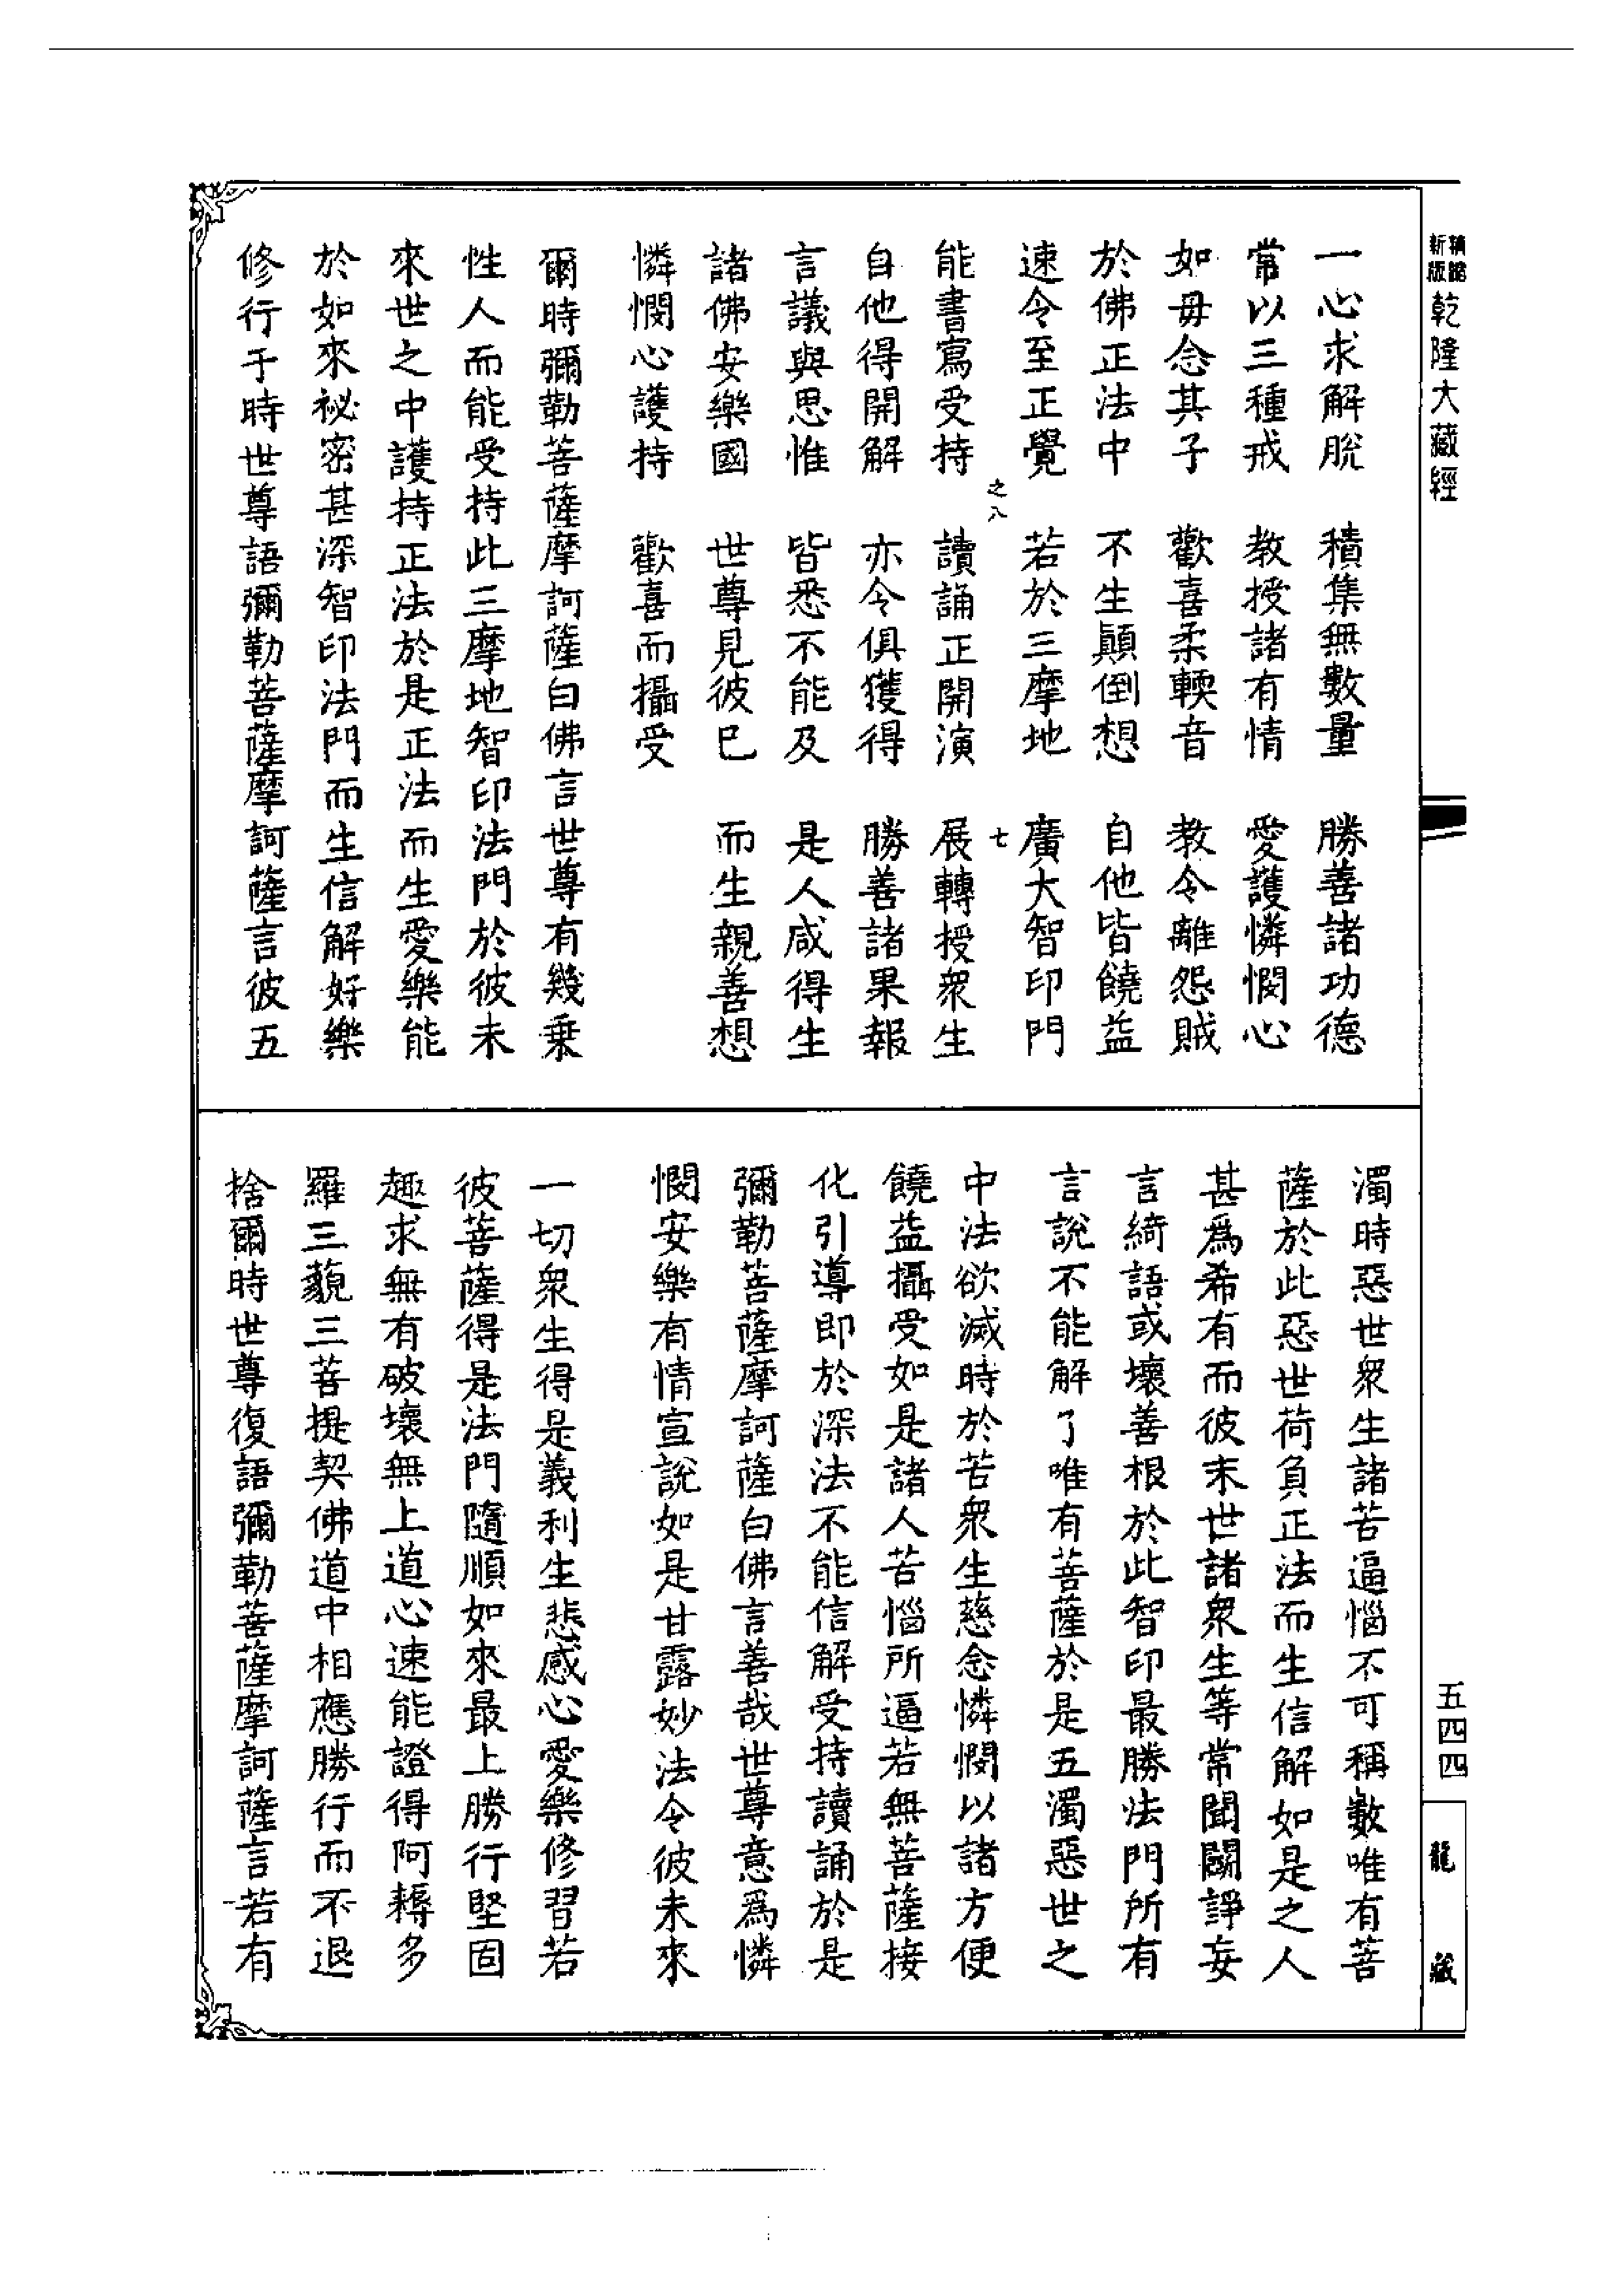 新版
精縮
乾隆大藏經
一心求解脫　積集無數量　勝善諸功德
常以三種戒　教授諸有情　愛護憐憫心
如毋念其子　歡喜柔輭音　教令離怨賊
於佛正法中　不生顛倒想　自他皆饒益
速令至正覺　若於三摩地　廣大智印門
之八　七
能書寫受持　讀誦正開演　展轉授衆生
自他得開解　亦令俱獲得　勝善諸果報
言議與思惟　皆悉不能及　是人咸得生
諸佛安樂國　世尊見彼已　而生親善想
憐憫心護持　歡喜而攝受
爾時彌勒菩薩摩訶薩白佛言世尊有幾乗
性人而能受持此三摩地智印法門於彼未
來世之中護持正法於是正法而生愛樂能
於如來祕密甚深智印法門而生信解好樂
修行于時世尊語彌勒菩薩摩訶薩言彼五
濁時惡世衆生諸苦逼惱不可稱數唯有菩
薩於此惡世荷負正法而生信解如是之人
甚爲希有而彼末世諸衆生等常聞鬬諍妄
言綺語或壞善根於此智印最勝法門所有
言說不能解了唯有菩薩於是五濁惡世之
中法欲滅時於苦衆生慈念憐憫以諸方便
饒益攝受如是諸人苦惱所逼若無菩薩接
化引導即於深法不能信解受持讀誦於是
彌勒菩薩摩訶薩白佛言善哉世尊意爲憐
憫安樂有情宣說如是甘露妙法令彼未來
一切衆生得是義利生悲感心愛樂修習若
彼菩薩得是法門隨順如來最上勝行堅固
趣求無有破壞無上道心速能證得阿耨多
羅三藐三菩提契佛道中相應勝行而不退
捨爾時世尊復語彌勒菩薩摩訶薩言若有
五四四
龍藏